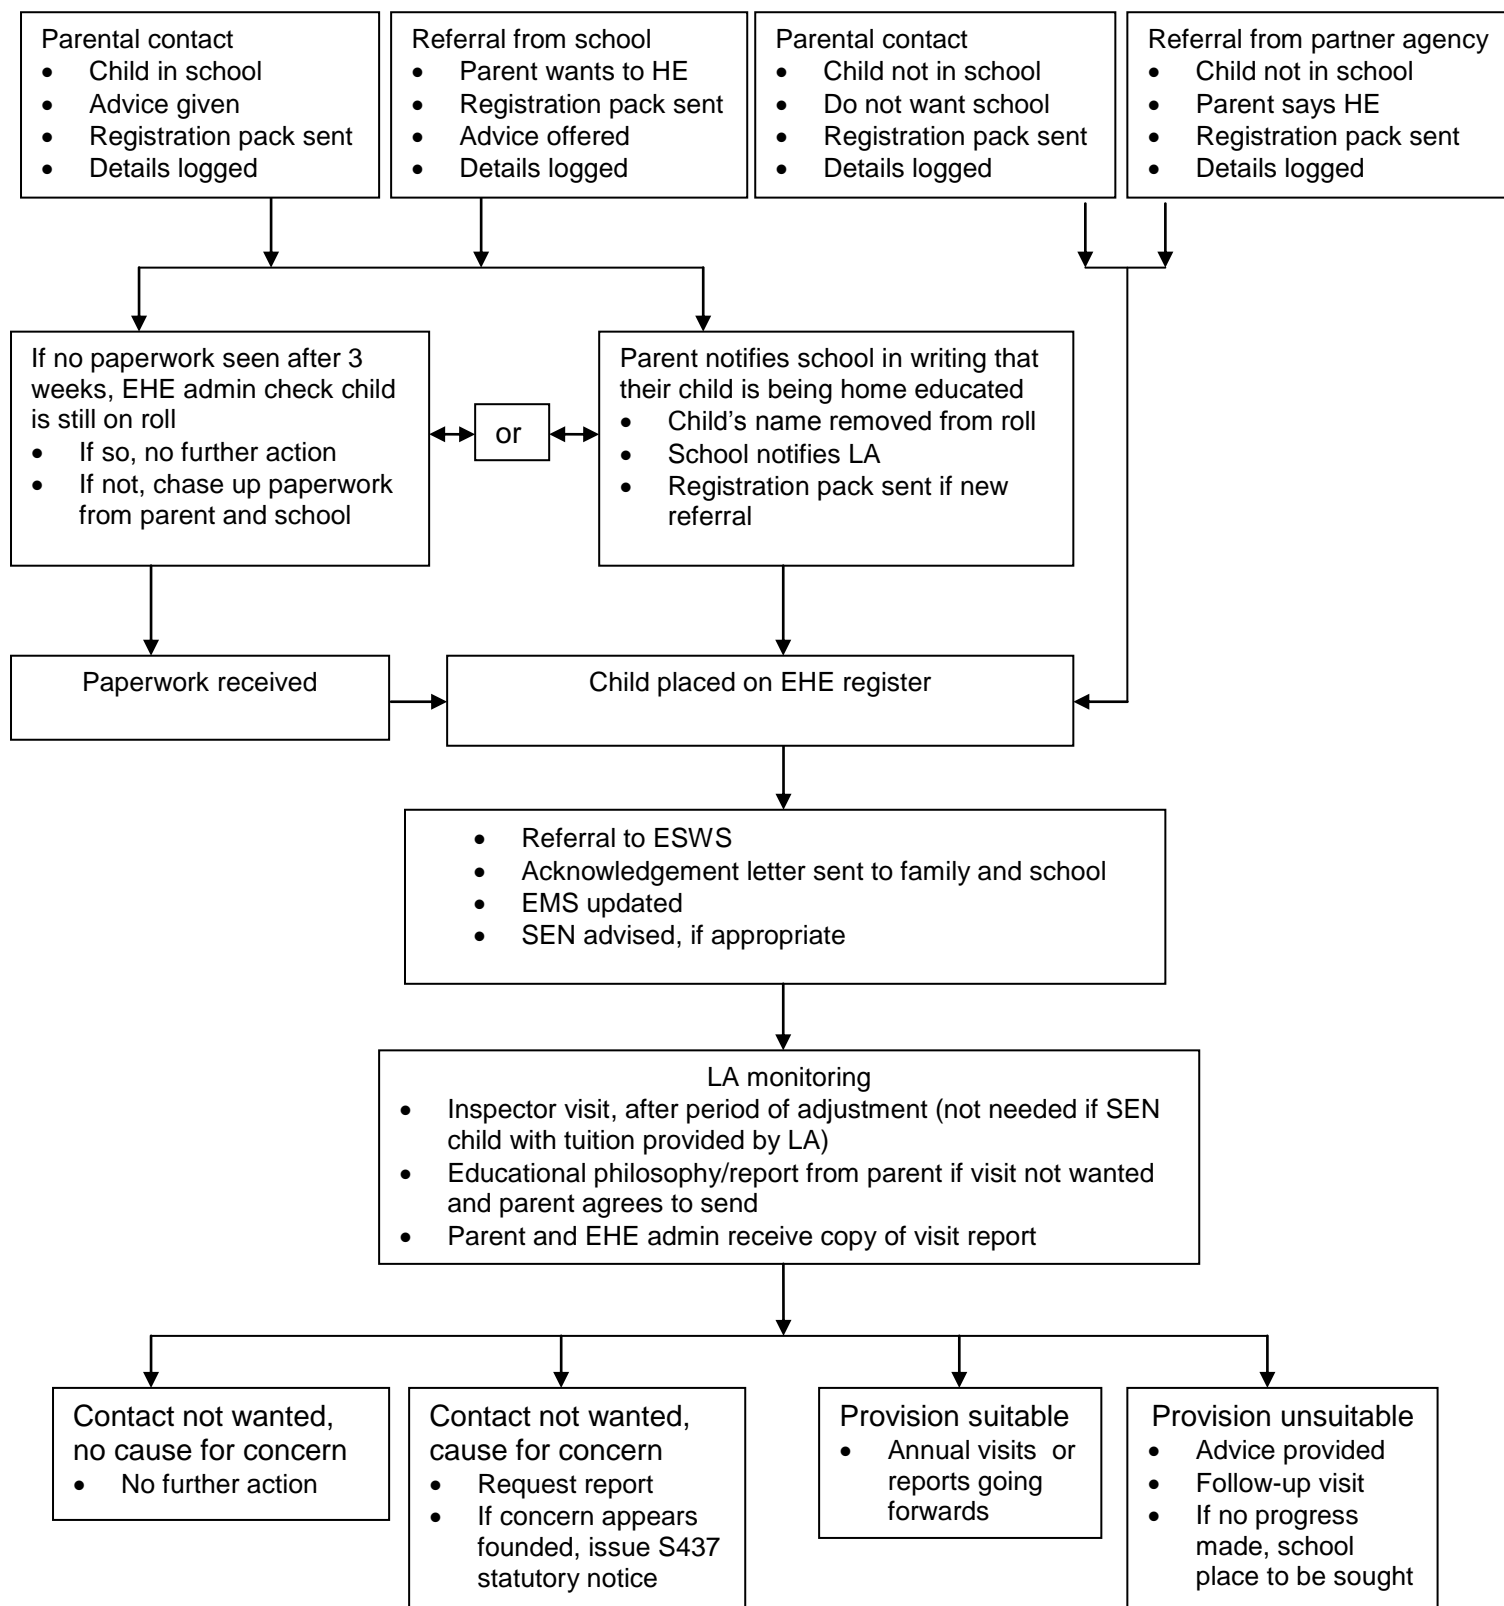 Parental contact
• Child in school
• Advice given
• Registration pack sent
• Details logged
Referral from school
• Parent wants to HE
• Registration pack sent
• Advice offered
• Details logged
Parental contact
• Child not in school
• Do not want school
• Registration pack sent
• Details logged
Referral from partner agency
• Child not in school
• Parent says HE
• Registration pack sent
• Details logged
If no paperwork seen after 3
weeks, EHE admin check child
is still on roll
• If so, no further action
• If not, chase up paperwork
from parent and school
or
Parent notifies school in writing that
their child is being home educated
• Child’s name removed from roll
• School notifies LA
• Registration pack sent if new
referral
Paperwork received
Child placed on EHE register
• Referral to ESWS
• Acknowledgement letter sent to family and school
• EMS updated
• SEN advised, if appropriate
LA monitoring
• Inspector visit, after period of adjustment (not needed if SEN
child with tuition provided by LA)
• Educational philosophy/report from parent if visit not wanted
and parent agrees to send
• Parent and EHE admin receive copy of visit report
Contact not wanted,
no cause for concern
• No further action
Contact not wanted,
cause for concern
• Request report
• If concern appears
founded, issue S437
statutory notice
Provision suitable
• Annual visits or
reports going
forwards
Provision unsuitable
• Advice provided
• Follow-up visit
• If no progress
made, school
place to be sought